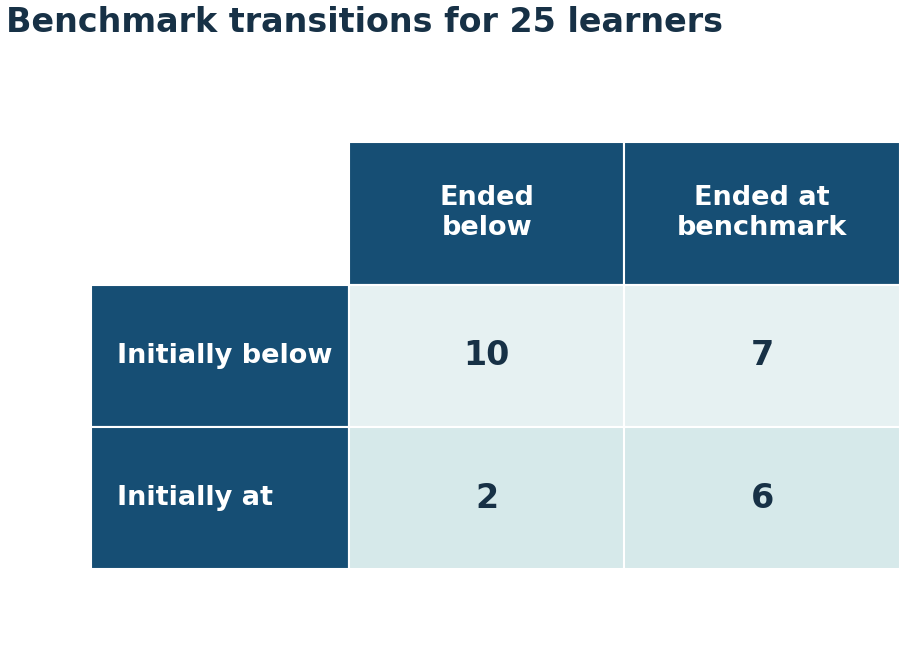 Benchmark transitions for 25 learners
Ended
below
Ended at
benchmark
Initially below
10
7
Initially at
2
6